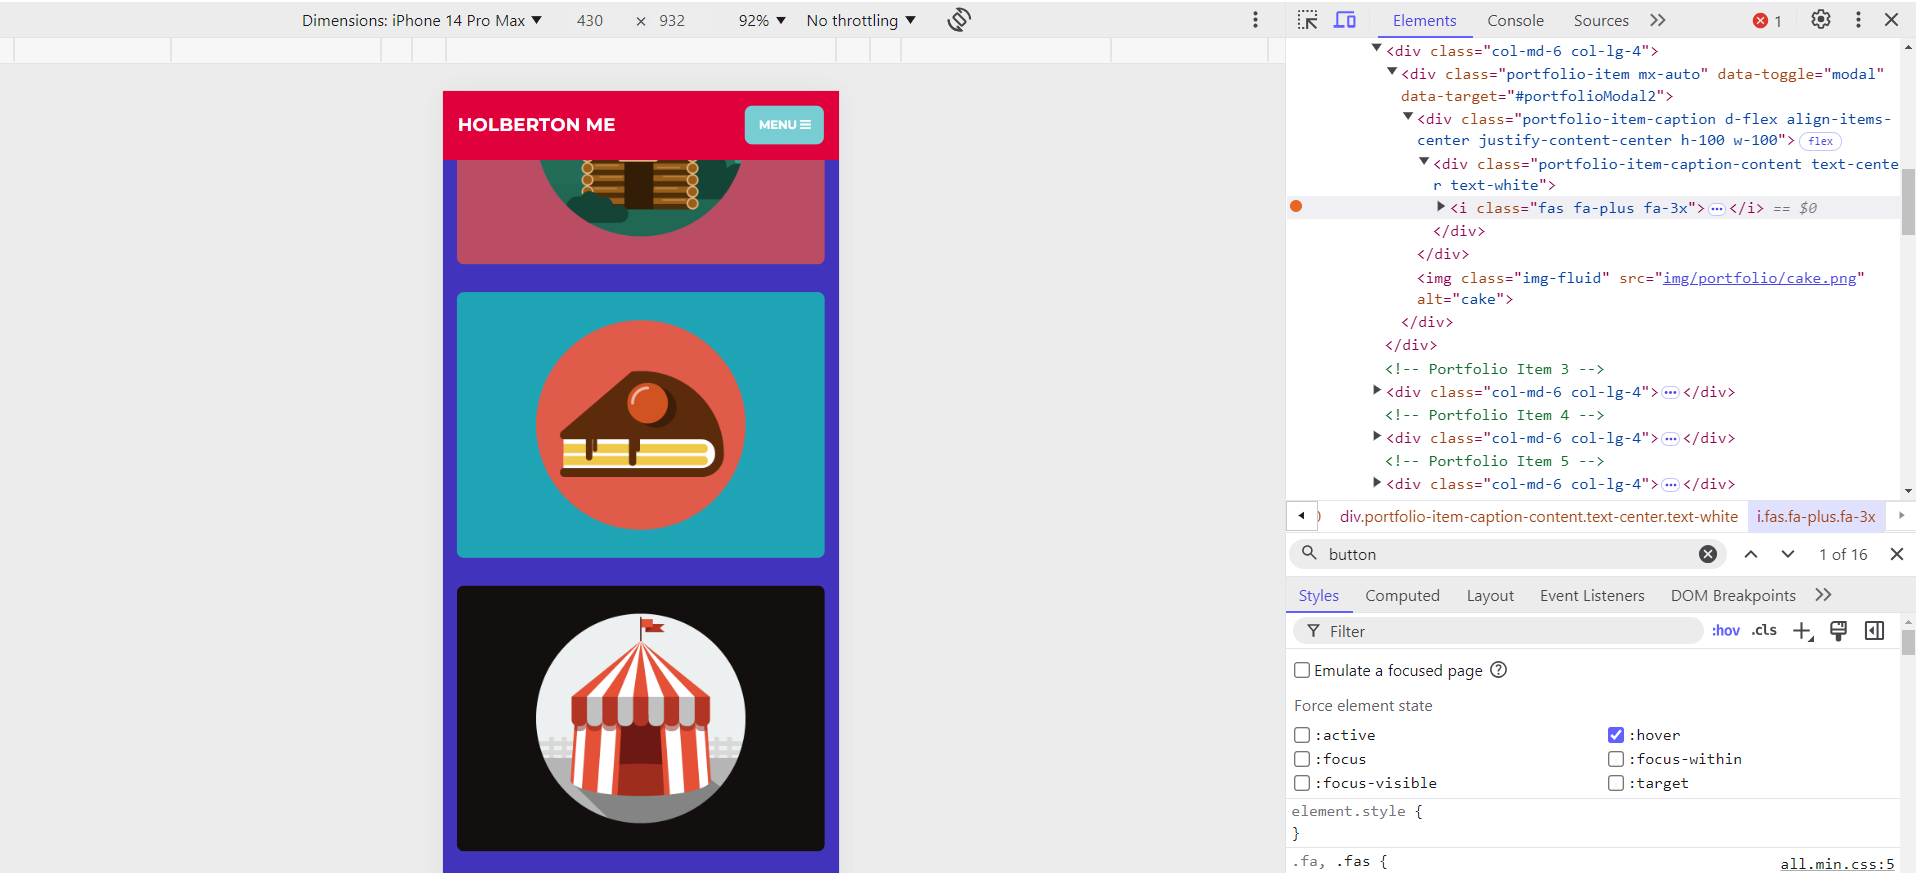 Dimensions: iPhone 14 Pro Max ▼ 430 × 932 92% ▼ No throttling ▼
HOLBERTON ME
MENU
Elements Console Sources 1
<div class="col-md-6 col-lg-4">
<div class="portfolio-item mx-auto" data-toggle="modal"
data-target="#portfolioModal2">
<div class="portfolio-item-caption d-flex align-items-
center justify-content-center h-100 w-100"> flex
<div class="portfolio-item-caption-content text-cente
r text-white">
<i class="fas fa-plus fa-3x"> ⋯ </i> == $0
</div>
</div>
<img class="img-fluid" src="img/portfolio/cake.png"
alt="cake">
</div>
</div>
<!-- Portfolio Item 3 -->
<div class="col-md-6 col-lg-4"> ⋯ </div>
<!-- Portfolio Item 4 -->
<div class="col-md-6 col-lg-4"> ⋯ </div>
<!-- Portfolio Item 5 -->
<div class="col-md-6 col-lg-4"> ⋯ </div>
div.portfolio-item-caption-content.text-center.text-white i.fas.fa-plus.fa-3x
button 1 of 16
Styles Computed Layout Event Listeners DOM Breakpoints
Filter :hov .cls
Emulate a focused page
Force element state
:active :hover
:focus :focus-within
:focus-visible :target
element.style {
}
.fa, .fas { all.min.css:5